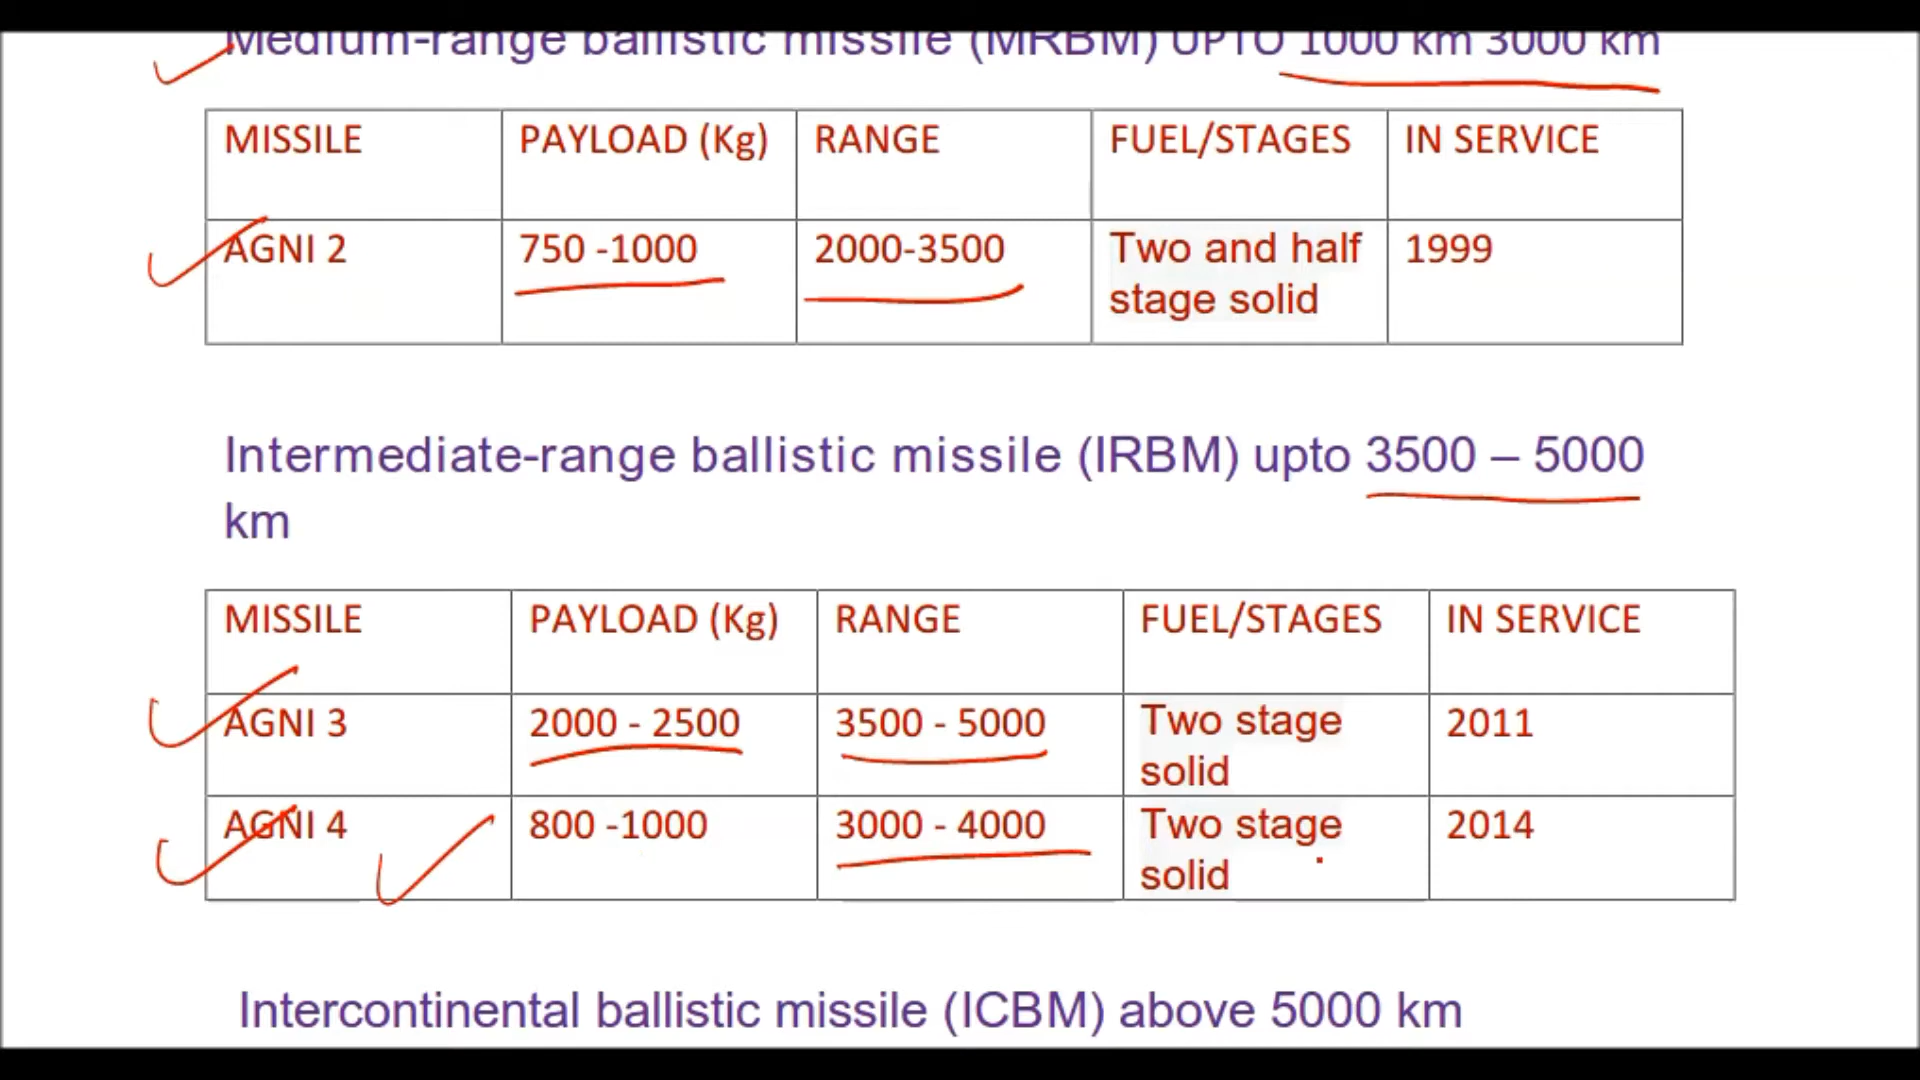 Medium-range ballistic missile (MRBM) UPTO 1000 km 3000 km
MISSILE PAYLOAD (Kg) RANGE FUEL/STAGES IN SERVICE
AGNI 2 750 -1000 2000-3500 Two and half 1999
stage solid
Intermediate-range ballistic missile (IRBM) upto 3500 – 5000
km
MISSILE PAYLOAD (Kg) RANGE FUEL/STAGES IN SERVICE
AGNI 3 2000 - 2500 3500 - 5000 Two stage 2011
solid
AGNI 4 800 -1000 3000 - 4000 Two stage 2014
solid
Intercontinental ballistic missile (ICBM) above 5000 km